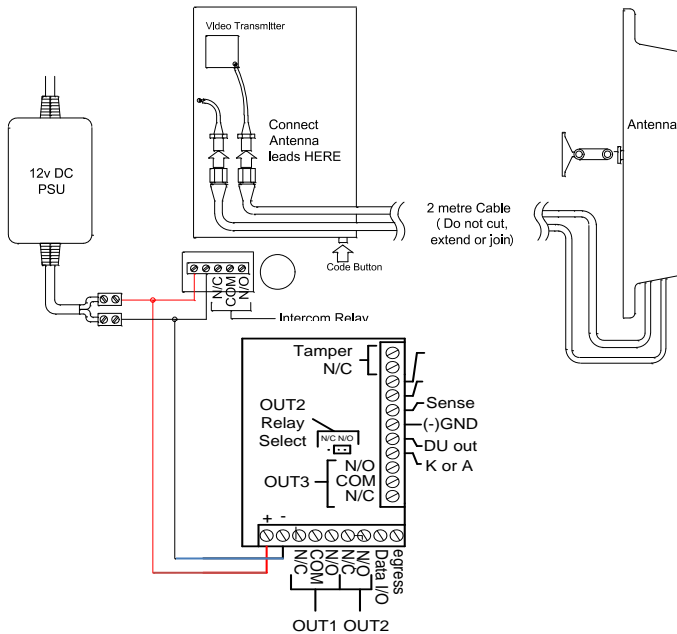 Video Transmitter
Connect
Antenna
leads HERE
Antenna
12v DC
PSU
2 metre Cable
( Do not cut,
extend or join)
Code Button
N/C
COM
N/O
Intercom Relay
Tamper
N/C
OUT2
Relay
Select
N/C N/O
Sense
(-)GND
DU out
K or A
OUT3
N/O
COM
N/C
+ -
N/C
COM
N/O
N/C
N/O
Data I/O
egress
OUT1 OUT2